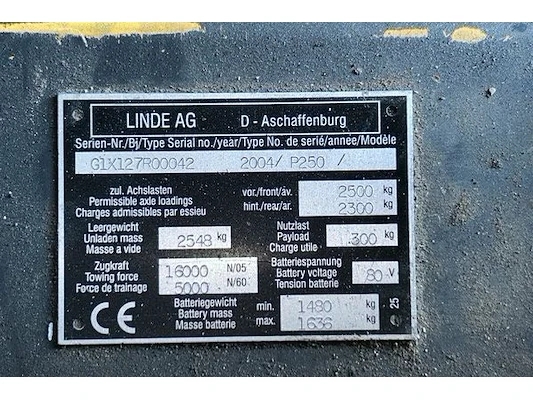 LINDE AG D - Aschaffenburg
Serien-Nr./Bj/Type Serial no./year/Type No. de serié/année/Modèle
G1X127R00042 2004/ P250 /
zul. Achslasten vor./front/av. 2500 kg
Permissible axle loadings
Charges admissibles par essieu hint./rear/ar. 2300 kg
Leergewicht Nutzlast
Unladen mass 2548 kg Payload 300 kg
Masse a vide Charge utile
Zugkraft 16000 N/05 Batteriespannung
Towing force Battery voltage 80 V
Force de trainage 5000 N/60 Tension batterie
Batteriegewicht min. 1480 kg
Battery mass
Masse batterie max. 1636 kg
CE 25